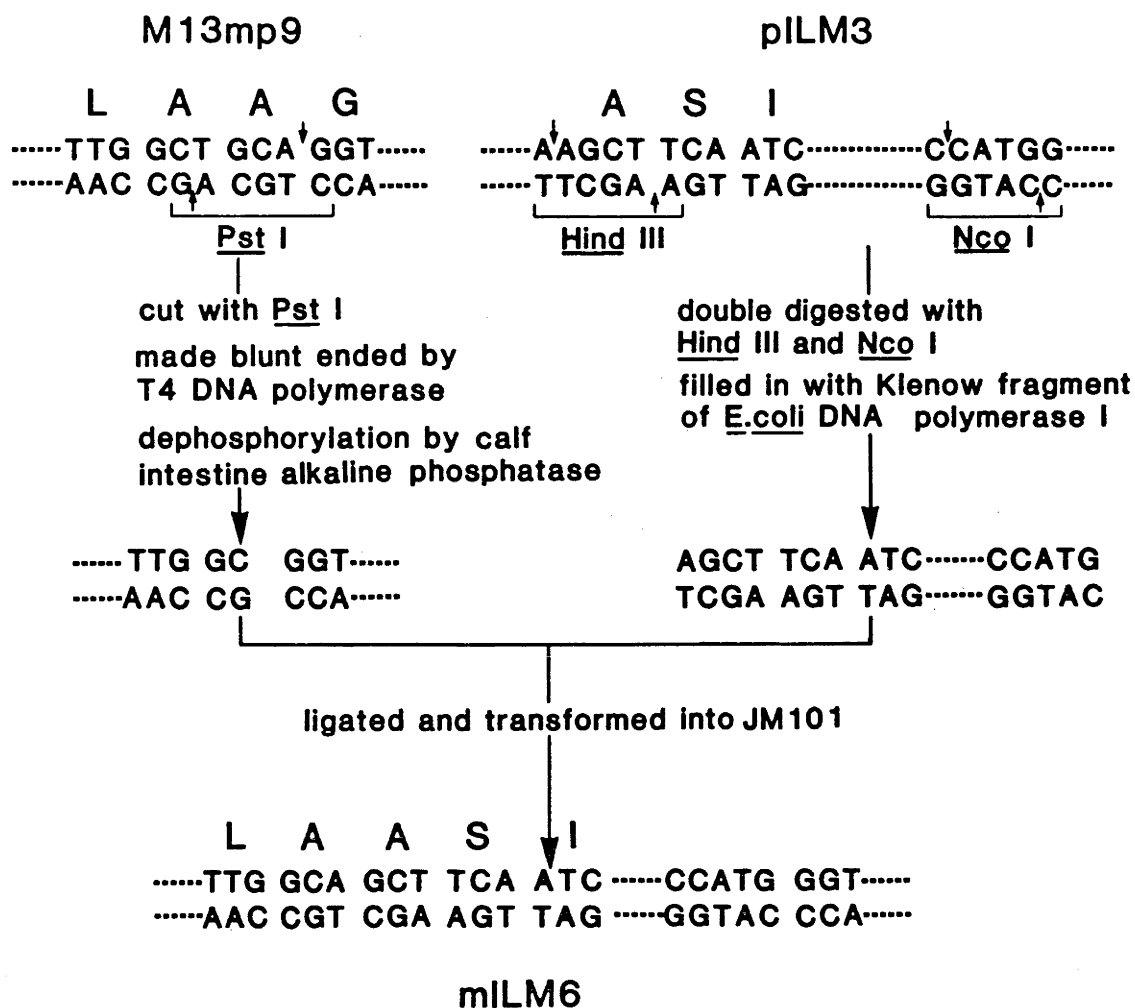 M13mp9
L A A G
TTG GCT GCA GGT
AAC CGA CGT CCA
Pst I
cut with Pst I
made blunt ended by
T4 DNA polymerase
dephosphorylation by calf
intestine alkaline phosphatase
TTG GC GGT
AAC CG CCA
pILM3
A S I
AAGCT TCA ATC CCATGG
TTCGA AGT TAG GGTACC
Hind III Nco I
double digested with
Hind III and Nco I
filled in with Klenow fragment
of E.coli DNA polymerase I
AGCT TCA ATC CCATG
TCGA AGT TAG GGTAC
ligated and transformed into JM101
L A A S I
TTG GCA GCT TCA ATC CCATG GGT
AAC CGT CGA AGT TAG GGTAC CCA
mILM6